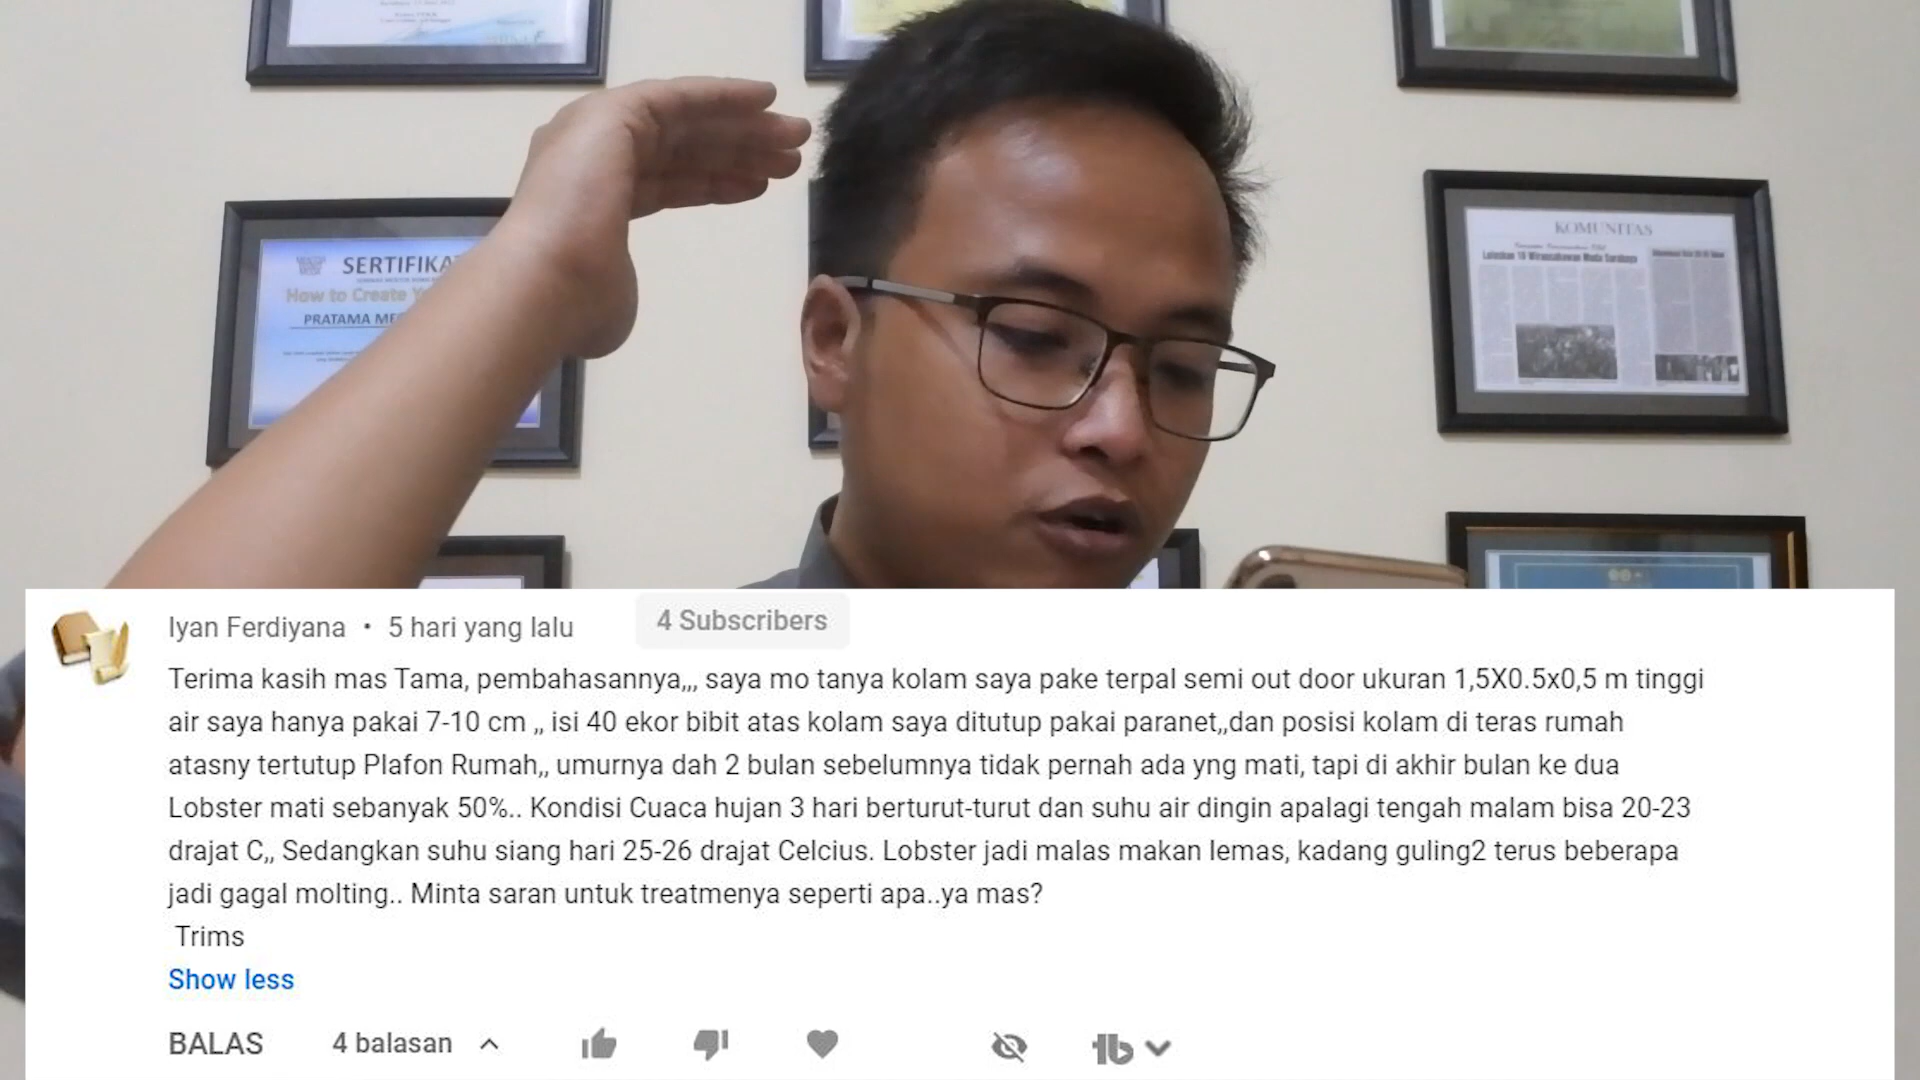 SERTIFIKA
How to Create Y
PRATAMA ME
KOMUNITAS
Luluskan 18 Wirausahawan Muda Surabaya
Iyan Ferdiyana • 5 hari yang lalu
4 Subscribers
Terima kasih mas Tama, pembahasannya,,, saya mo tanya kolam saya pake terpal semi out door ukuran 1,5X0.5x0,5 m tinggi
air saya hanya pakai 7-10 cm ,, isi 40 ekor bibit atas kolam saya ditutup pakai paranet,,dan posisi kolam di teras rumah
atasny tertutup Plafon Rumah,, umurnya dah 2 bulan sebelumnya tidak pernah ada yng mati, tapi di akhir bulan ke dua
Lobster mati sebanyak 50%.. Kondisi Cuaca hujan 3 hari berturut-turut dan suhu air dingin apalagi tengah malam bisa 20-23
drajat C,, Sedangkan suhu siang hari 25-26 drajat Celcius. Lobster jadi malas makan lemas, kadang guling2 terus beberapa
jadi gagal molting.. Minta saran untuk treatmenya seperti apa..ya mas?
Trims
Show less
BALAS
4 balasan